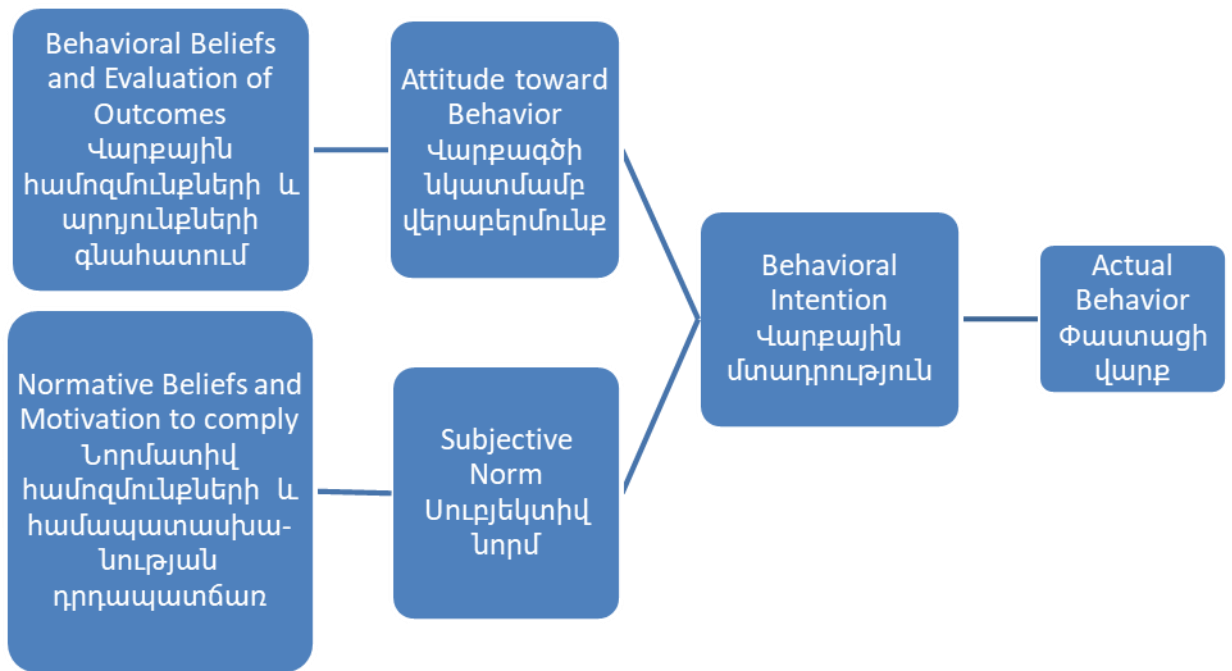 Behavioral Beliefs
and Evaluation of
Outcomes
Վարքային
համոզմունքների և
արդյունքների
գնահատում
Attitude toward
Behavior
Վարքագծի
նկատմամբ
վերաբերմունք
Normative Beliefs and
Motivation to comply
Նորմատիվ
համոզմունքների և
համապատասխա-
նության
դրդապատճառ
Subjective
Norm
Սուբյեկտիվ
նորմ
Behavioral
Intention
Վարքային
մտադրություն
Actual
Behavior
Փաստացի
վարք